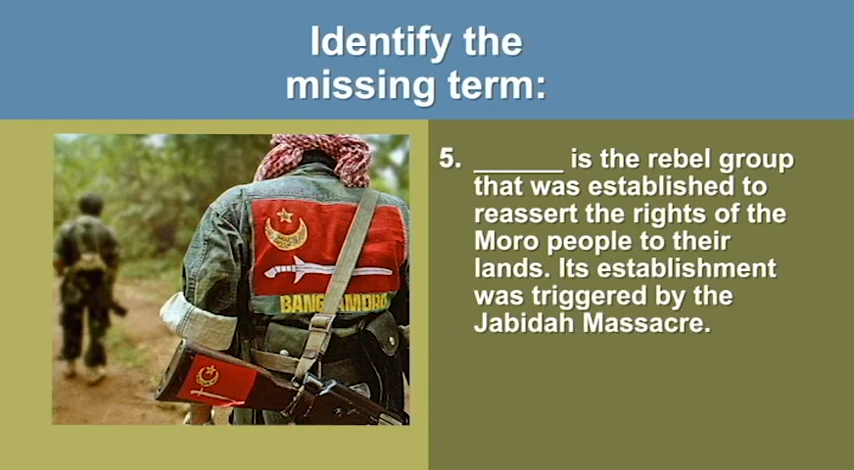 Identify the
missing term:
5. ______ is the rebel group
that was established to
reassert the rights of the
Moro people to their
lands. Its establishment
was triggered by the
Jabidah Massacre.
BANGSAMORO